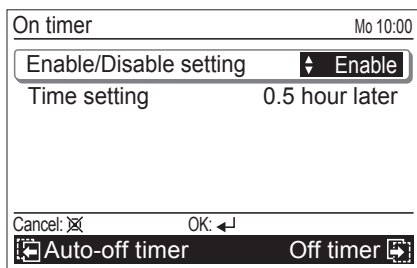 On timer Mo 10:00
Enable/Disable setting Enable
Time setting 0.5 hour later
Cancel: OK:
Auto-off timer Off timer